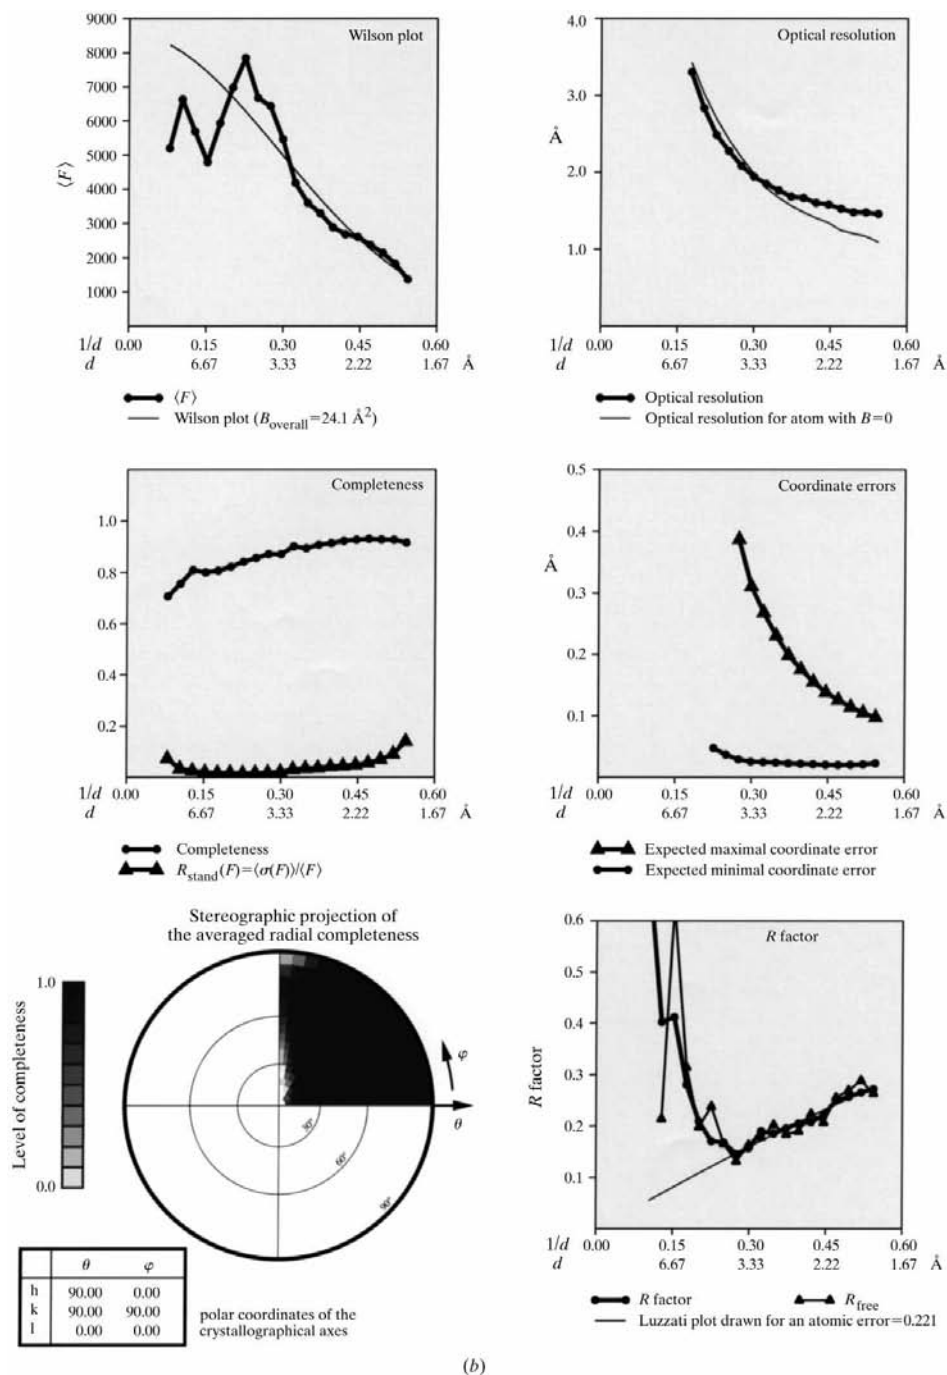 Wilson plot
9000
8000
7000
6000
5000
4000
3000
2000
1000
⟨F⟩
1/d 0.00 0.15 0.30 0.45 0.60
d 6.67 3.33 2.22 1.67 Å
⟨F⟩
Wilson plot (B_overall=24.1 Å²)
Optical resolution
4.0
3.0
Å
2.0
1.0
1/d 0.00 0.15 0.30 0.45 0.60
d 6.67 3.33 2.22 1.67 Å
Optical resolution
Optical resolution for atom with B=0
Completeness
1.0
0.8
0.6
0.4
0.2
1/d 0.00 0.15 0.30 0.45 0.60
d 6.67 3.33 2.22 1.67 Å
Completeness
R_stand(F)=⟨σ(F)⟩/⟨F⟩
Coordinate errors
0.5
0.4
Å
0.3
0.2
0.1
1/d 0.00 0.15 0.30 0.45 0.60
d 6.67 3.33 2.22 1.67 Å
Expected maximal coordinate error
Expected minimal coordinate error
Stereographic projection of
the averaged radial completeness
Level of completeness
1.0
0.0
φ
θ
30°
60°
90°
θ φ
h 90.00 0.00
k 90.00 90.00
l 0.00 0.00
polar coordinates of the
crystallographical axes
R factor
0.6
0.5
0.4
0.3
0.2
0.1
R factor
1/d 0.00 0.15 0.30 0.45 0.60
d 6.67 3.33 2.22 1.67 Å
R factor R_free
Luzzati plot drawn for an atomic error=0.221
(b)